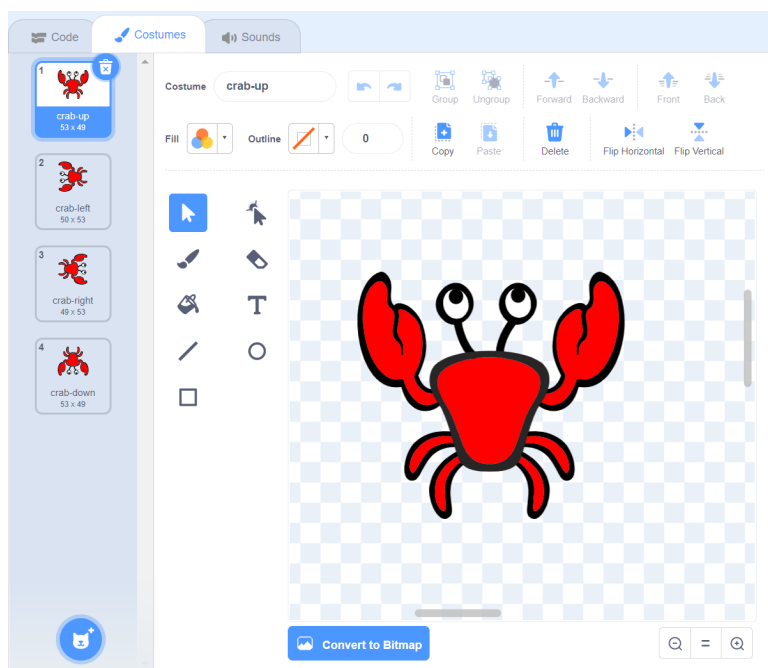 Code
Costumes
Sounds
1
crab-up
53 x 49
2
crab-left
50 x 53
3
crab-right
49 x 53
4
crab-down
53 x 49
Costume crab-up
Group Ungroup Forward Backward Front Back
Fill Outline 0
Copy Paste Delete Flip Horizontal Flip Vertical
T
Convert to Bitmap
=